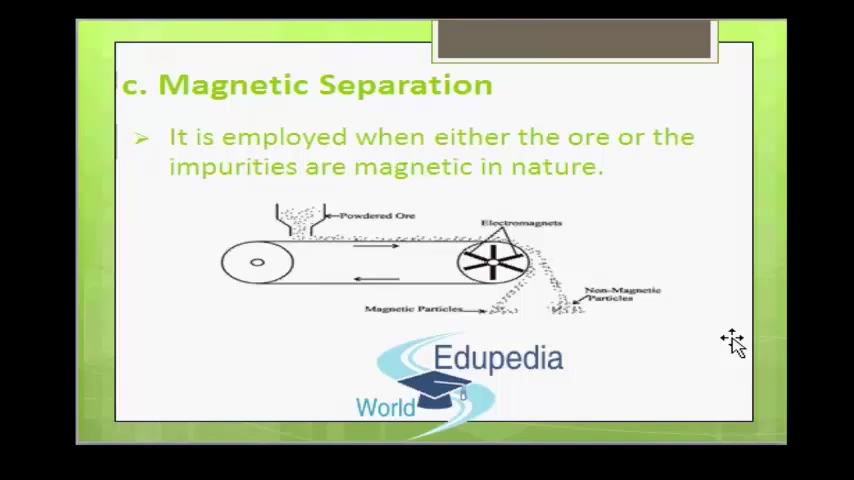 c. Magnetic Separation
It is employed when either the ore or the
impurities are magnetic in nature.
Powdered Ore
Electromagnets
Non-Magnetic
Particles
Magnetic Particles
Edupedia
World